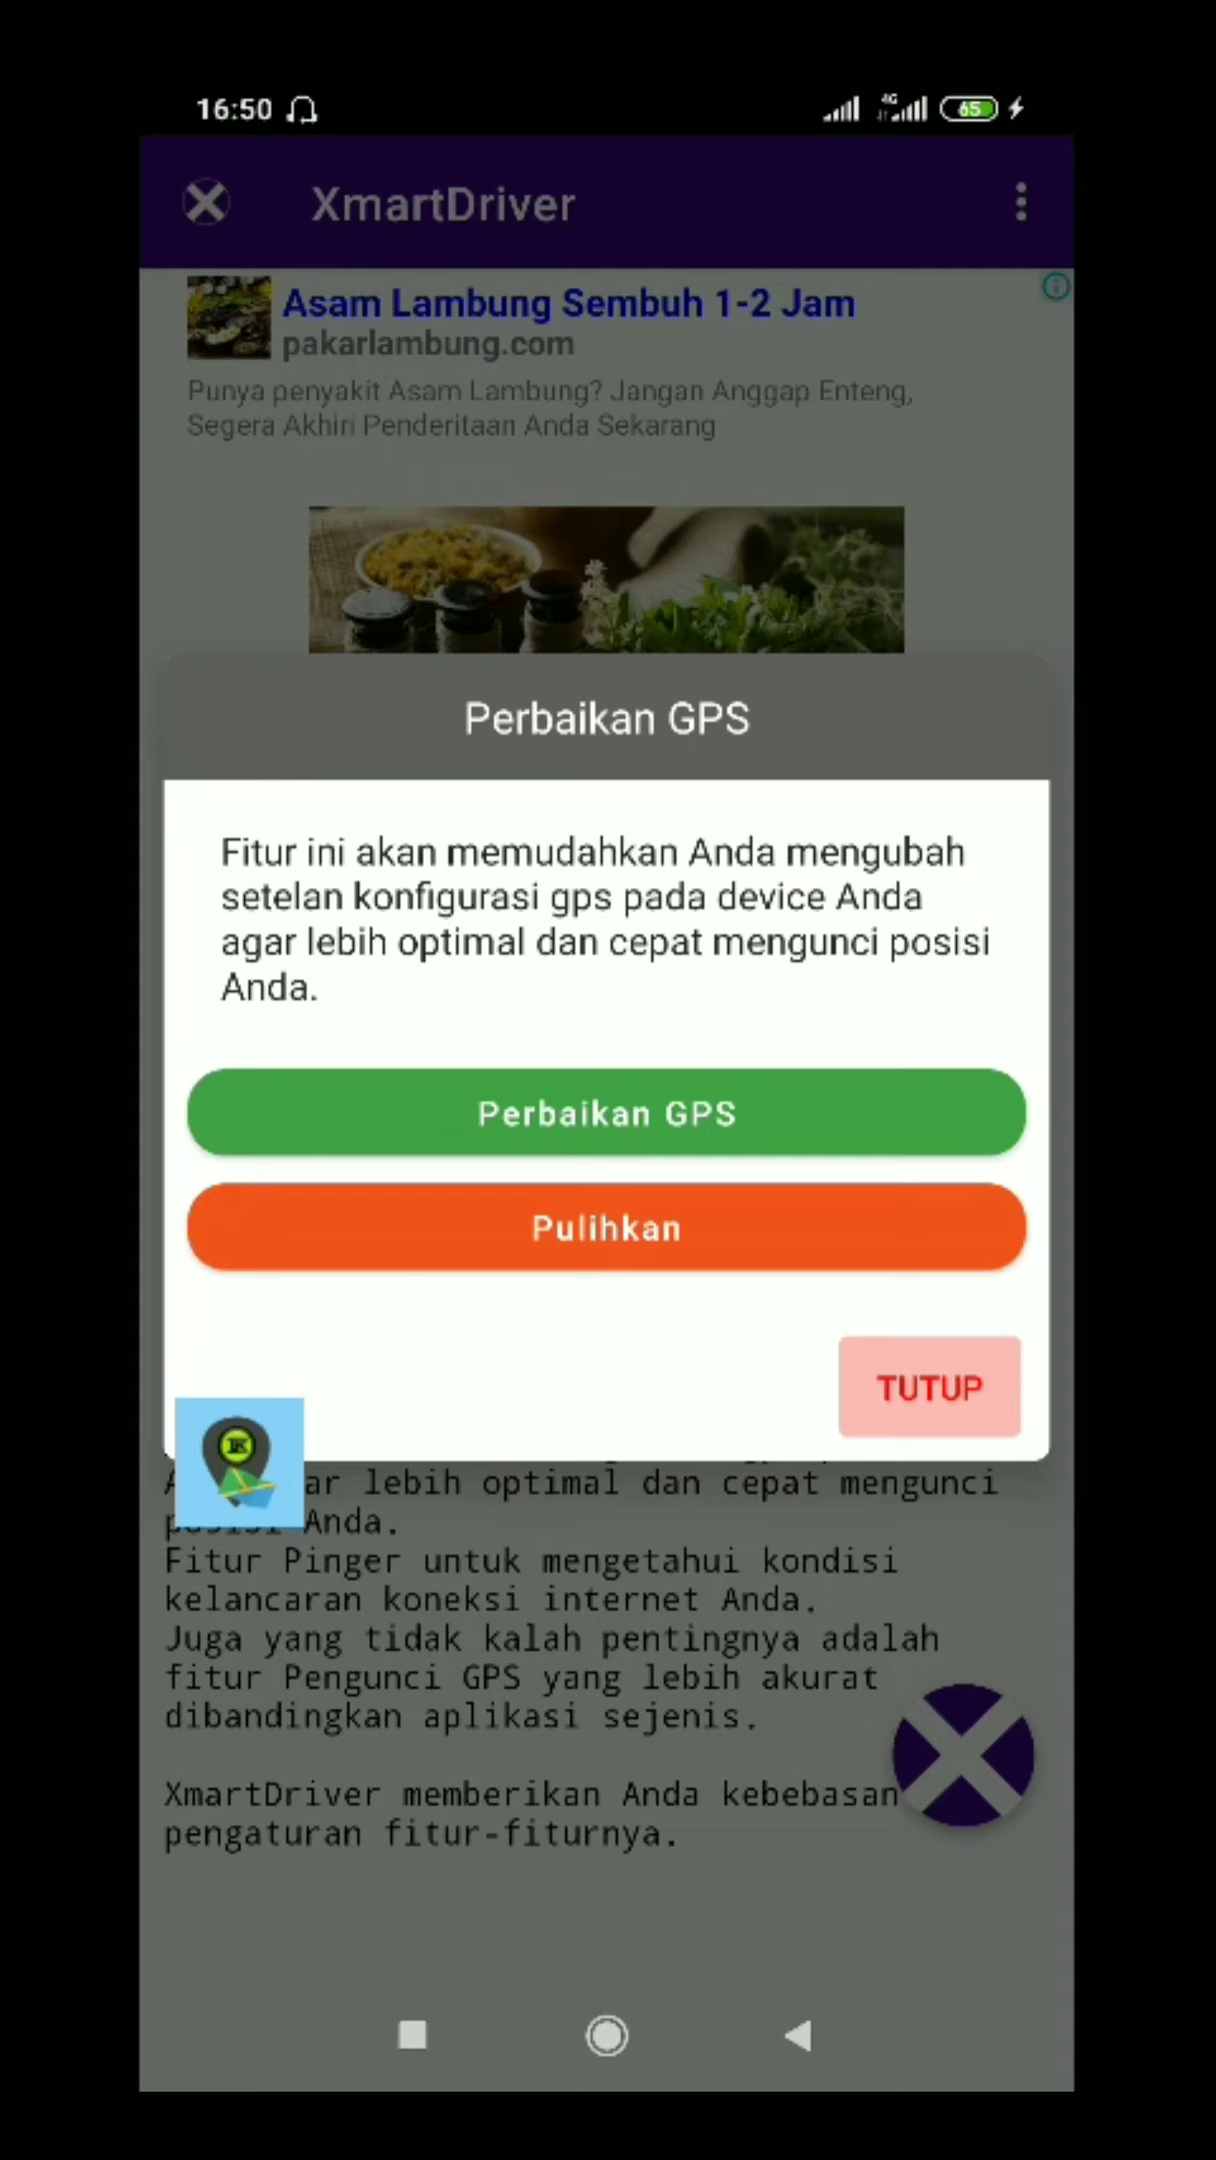 16:50
4G
65
XmartDriver
Asam Lambung Sembuh 1-2 Jam
pakarlambung.com
Punya penyakit Asam Lambung? Jangan Anggap Enteng,
Segera Akhiri Penderitaan Anda Sekarang
Perbaikan GPS
Fitur ini akan memudahkan Anda mengubah
setelan konfigurasi gps pada device Anda
agar lebih optimal dan cepat mengunci posisi
Anda.
Perbaikan GPS
Pulihkan
TUTUP
lebih optimal dan cepat mengunci
posisi Anda.
Fitur Pinger untuk mengetahui kondisi
kelancaran koneksi internet Anda.
Juga yang tidak kalah pentingnya adalah
fitur Pengunci GPS yang lebih akurat
dibandingkan aplikasi sejenis.
XmartDriver memberikan Anda kebebasan
pengaturan fitur-fiturnya.